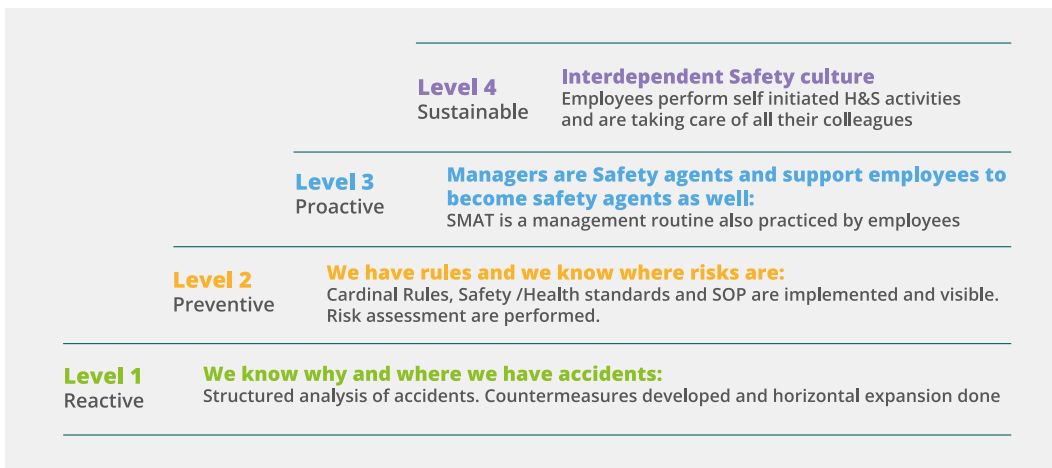 Level 4
Sustainable
Interdependent Safety culture
Employees perform self initiated H&S activities
and are taking care of all their colleagues
Level 3
Proactive
Managers are Safety agents and support employees to
become safety agents as well:
SMAT is a management routine also practiced by employees
Level 2
Preventive
We have rules and we know where risks are:
Cardinal Rules, Safety /Health standards and SOP are implemented and visible.
Risk assessment are performed.
Level 1
Reactive
We know why and where we have accidents:
Structured analysis of accidents. Countermeasures developed and horizontal expansion done